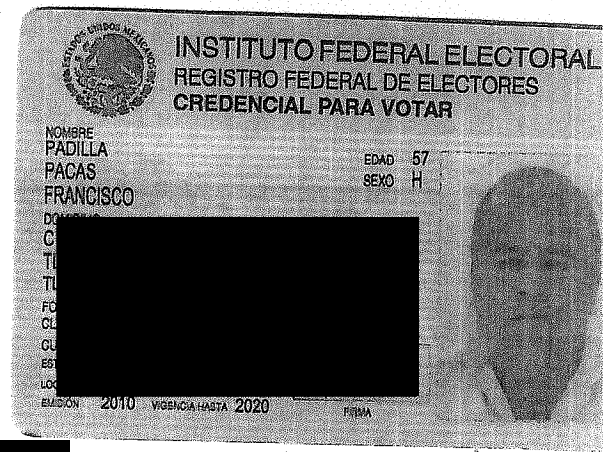 ESTADOS UNIDOS MEXICANOS
INSTITUTO FEDERAL ELECTORAL
REGISTRO FEDERAL DE ELECTORES
CREDENCIAL PARA VOTAR
NOMBRE
PADILLA
PACAS
FRANCISCO
EDAD 57
SEXO H
EMISIÓN 2010 VIGENCIA HASTA 2020
FIRMA